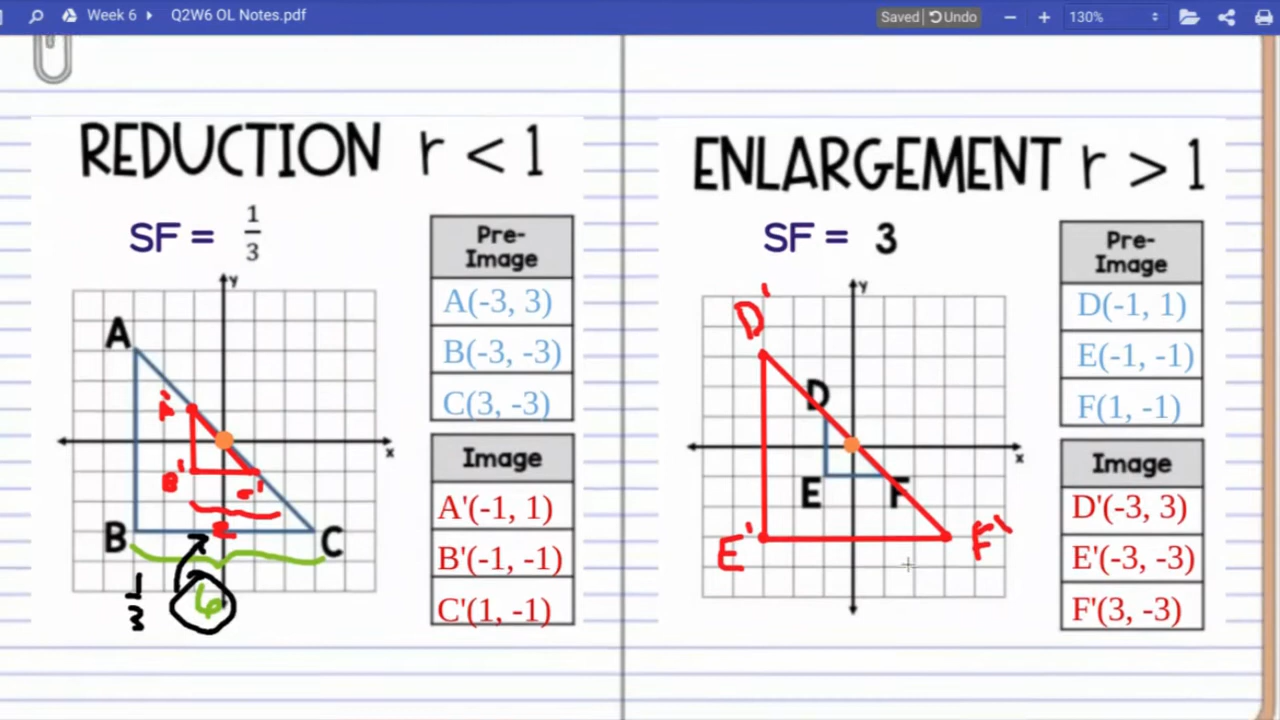 Week 6
Q2W6 OL Notes.pdf
Saved
Undo
130%
REDUCTION r < 1
SF = 1/3
y
x
A
B
C
A'
B'
C'
2
6
1/3
Pre-
Image
A(-3, 3)
B(-3, -3)
C(3, -3)
Image
A'(-1, 1)
B'(-1, -1)
C'(1, -1)
ENLARGEMENT r > 1
SF = 3
y
x
D'
D
E
F
E'
F'
Pre-
Image
D(-1, 1)
E(-1, -1)
F(1, -1)
Image
D'(-3, 3)
E'(-3, -3)
F'(3, -3)